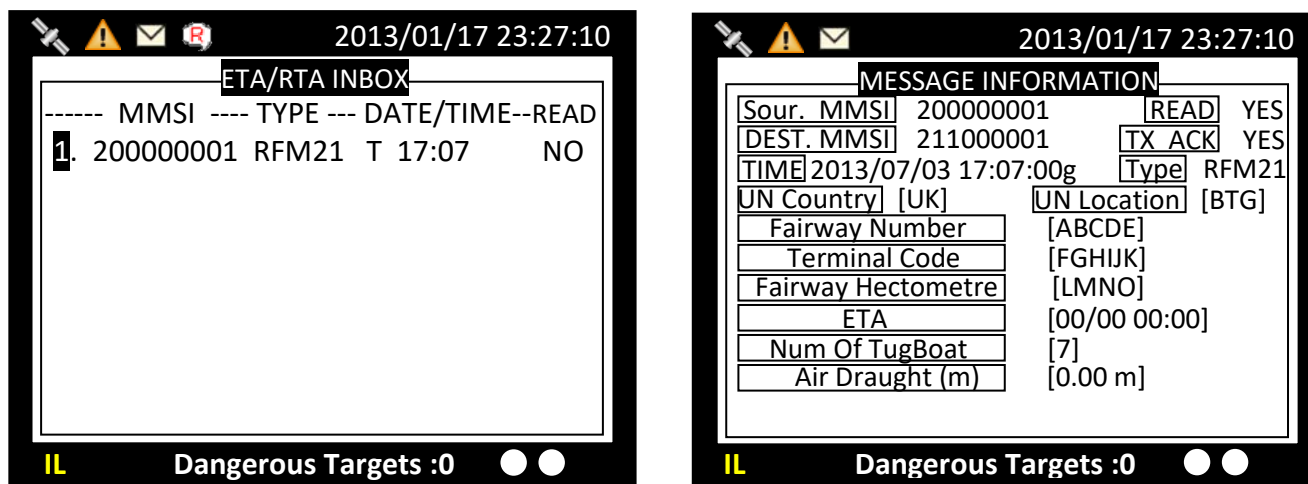 R 2013/01/17 23:27:10
ETA/RTA INBOX
------ MMSI ---- TYPE --- DATE/TIME--READ
1. 200000001 RFM21 T 17:07 NO
IL Dangerous Targets :0
2013/01/17 23:27:10
MESSAGE INFORMATION
Sour. MMSI 200000001 READ YES
DEST. MMSI 211000001 TX ACK YES
TIME 2013/07/03 17:07:00g Type RFM21
UN Country [UK] UN Location [BTG]
Fairway Number [ABCDE]
Terminal Code [FGHIJK]
Fairway Hectometre [LMNO]
ETA [00/00 00:00]
Num Of TugBoat [7]
Air Draught (m) [0.00 m]
IL Dangerous Targets :0